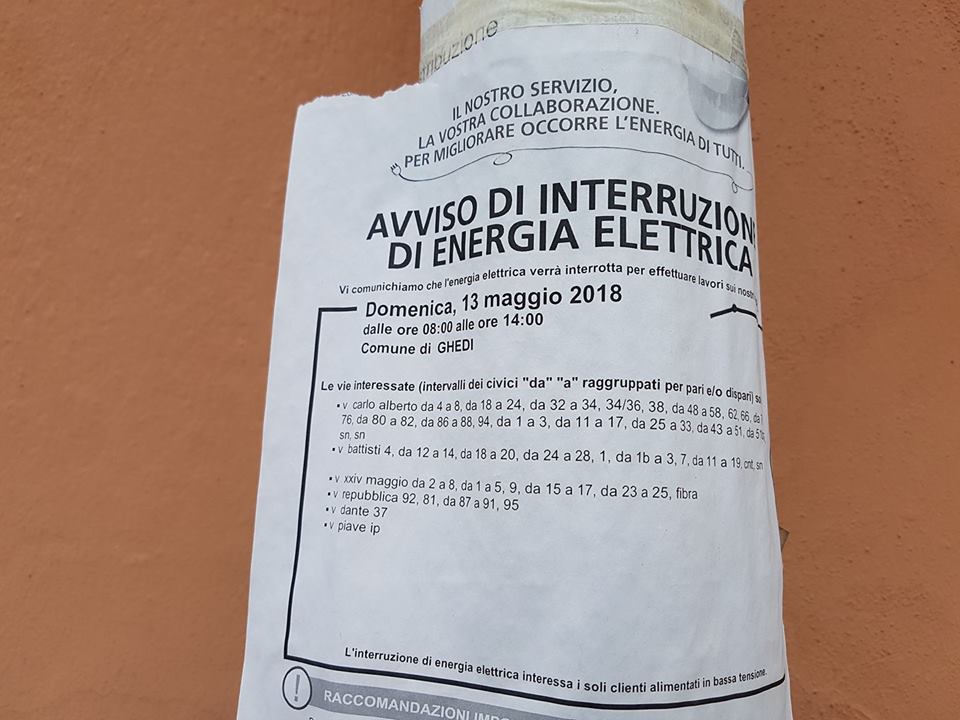 tribuzione
IL NOSTRO SERVIZIO,
LA VOSTRA COLLABORAZIONE.
PER MIGLIORARE OCCORRE L'ENERGIA DI TUTTI.
AVVISO DI INTERRUZIONE
DI ENERGIA ELETTRICA
Vi comunichiamo che l'energia elettrica verrà interrotta per effettuare lavori sui nostri
Domenica, 13 maggio 2018
dalle ore 08:00 alle ore 14:00
Comune di GHEDI
Le vie interessate (intervalli dei civici "da" "a" raggruppati per pari e/o dispari) so
▪ v carlo alberto da 4 a 8, da 18 a 24, da 32 a 34, 34/36, 38, da 48 a 58, 62, 66, da
76, da 80 a 82, da 86 a 88, 94, da 1 a 3, da 11 a 17, da 25 a 33, da 43 a 51, da
sn, sn
▪ v battisti 4, da 12 a 14, da 18 a 20, da 24 a 28, 1, da 1b a 3, 7, da 11 a 19, cnt, sn
▪ v xxiv maggio da 2 a 8, da 1 a 5, 9, da 15 a 17, da 23 a 25, fibra
▪ v repubblica 92, 81, da 87 a 91, 95
▪ v dante 37
▪ v piave ip
L'interruzione di energia elettrica interessa i soli clienti alimentati in bassa tensione.
! RACCOMANDAZIONI